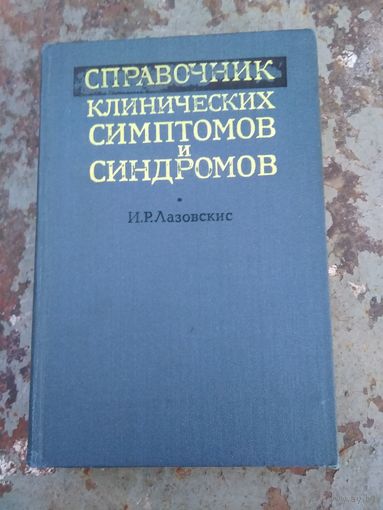 СПРАВОЧНИК
КЛИНИЧЕСКИХ
СИМПТОМОВ
и
СИНДРОМОВ
И.Р.Лазовскис